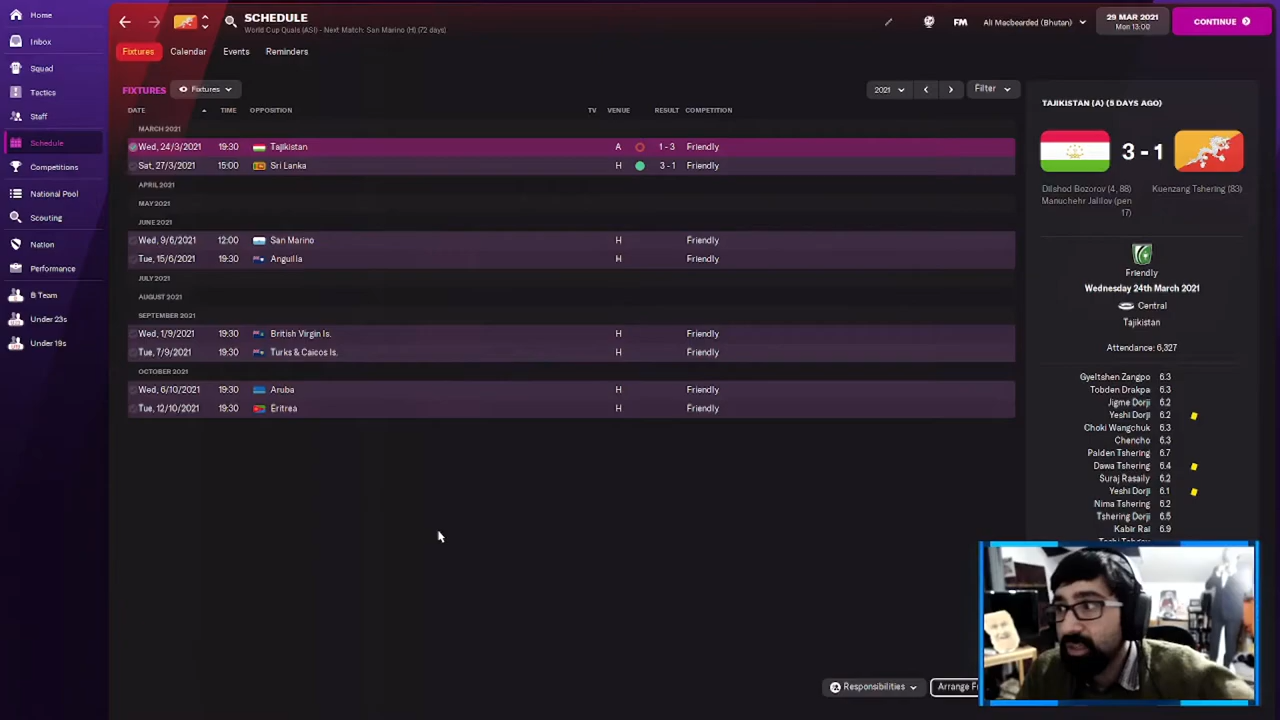 Home
Inbox
Squad
Tactics
Staff
Schedule
Competitions
National Pool
Scouting
Nation
Performance
B Team
Under 23s
Under 19s
SCHEDULE
World Cup Quals (ASI) - Next Match: San Marino (H) (72 days)
FM
Ali Macbearded (Bhutan)
29 MAR 2021
Mon 13:00
CONTINUE
Fixtures Calendar Events Reminders
FIXTURES Fixtures 2021 Filter
DATE TIME OPPOSITION TV VENUE RESULT COMPETITION
MARCH 2021
Wed, 24/3/2021 19:30 Tajikistan A 1 - 3 Friendly
Sat, 27/3/2021 15:00 Sri Lanka H 3 - 1 Friendly
APRIL 2021
MAY 2021
JUNE 2021
Wed, 9/6/2021 12:00 San Marino H Friendly
Tue, 15/6/2021 19:30 Anguilla H Friendly
JULY 2021
AUGUST 2021
SEPTEMBER 2021
Wed, 1/9/2021 19:30 British Virgin Is. H Friendly
Tue, 7/9/2021 19:30 Turks & Caicos Is. H Friendly
OCTOBER 2021
Wed, 6/10/2021 19:30 Aruba H Friendly
Tue, 12/10/2021 19:30 Eritrea H Friendly
TAJIKISTAN (A) (5 DAYS AGO)
3 - 1
Dilshod Bozorov (4, 88)
Manuchehr Jalilov (pen
17)
Kuenzang Tshering (83)
Friendly
Wednesday 24th March 2021
Central
Tajikistan
Attendance: 6,327
Gyeltshen Zangpo 6.3
Tobden Drakpa 6.3
Jigme Dorji 6.2
Yeshi Dorji 6.2
Choki Wangchuk 6.3
Chencho 6.3
Palden Tshering 6.7
Dawa Tshering 6.4
Suraj Rasaily 6.2
Yeshi Dorji 6.1
Nima Tshering 6.2
Tshering Dorji 6.5
Kabir Rai 6.9
Responsibilities
Arrange F